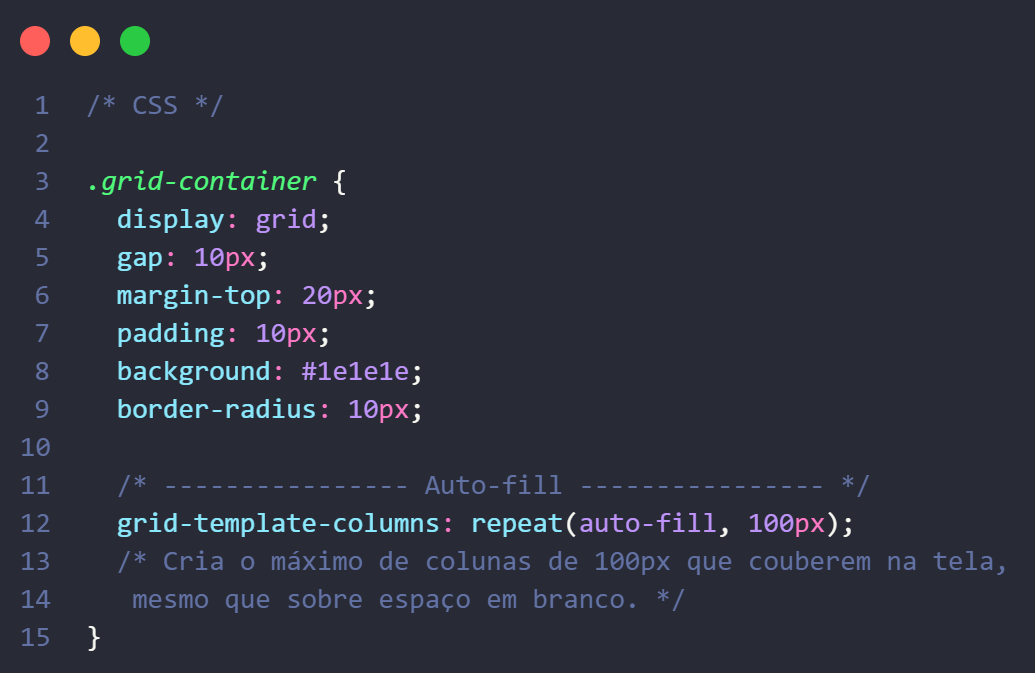 1 /* CSS */
2
3 .grid-container {
4 display: grid;
5 gap: 10px;
6 margin-top: 20px;
7 padding: 10px;
8 background: #1e1e1e;
9 border-radius: 10px;
10
11 /* ---------------- Auto-fill ---------------- */
12 grid-template-columns: repeat(auto-fill, 100px);
13 /* Cria o máximo de colunas de 100px que couberem na tela,
14 mesmo que sobre espaço em branco. */
15 }